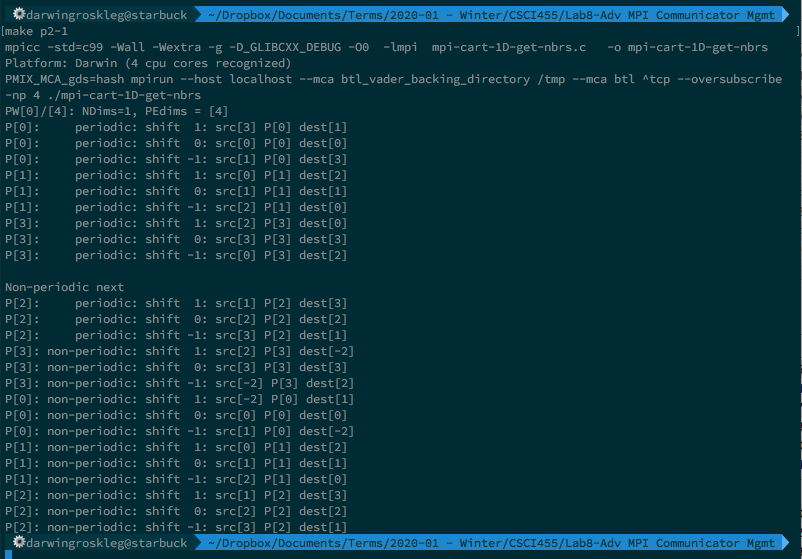 darwingroskleg@starbuck ~/Dropbox/Documents/Terms/2020-01 - Winter/CSCI455/Lab8-Adv MPI Communicator Mgmt
[make p2-1 ]
mpicc -std=c99 -Wall -Wextra -g -D_GLIBCXX_DEBUG -O0  -lmpi  mpi-cart-1D-get-nbrs.c   -o mpi-cart-1D-get-nbrs
Platform: Darwin (4 cpu cores recognized)
PMIX_MCA_gds=hash mpirun --host localhost --mca btl_vader_backing_directory /tmp --mca btl ^tcp --oversubscribe
-np 4 ./mpi-cart-1D-get-nbrs
PW[0]/[4]: NDims=1, PEdims = [4]
P[0]:     periodic: shift  1: src[3] P[0] dest[1]
P[0]:     periodic: shift  0: src[0] P[0] dest[0]
P[0]:     periodic: shift -1: src[1] P[0] dest[3]
P[1]:     periodic: shift  1: src[0] P[1] dest[2]
P[1]:     periodic: shift  0: src[1] P[1] dest[1]
P[1]:     periodic: shift -1: src[2] P[1] dest[0]
P[3]:     periodic: shift  1: src[2] P[3] dest[0]
P[3]:     periodic: shift  0: src[3] P[3] dest[3]
P[3]:     periodic: shift -1: src[0] P[3] dest[2]
Non-periodic next
P[2]:     periodic: shift  1: src[1] P[2] dest[3]
P[2]:     periodic: shift  0: src[2] P[2] dest[2]
P[2]:     periodic: shift -1: src[3] P[2] dest[1]
P[3]: non-periodic: shift  1: src[2] P[3] dest[-2]
P[3]: non-periodic: shift  0: src[3] P[3] dest[3]
P[3]: non-periodic: shift -1: src[-2] P[3] dest[2]
P[0]: non-periodic: shift  1: src[-2] P[0] dest[1]
P[0]: non-periodic: shift  0: src[0] P[0] dest[0]
P[0]: non-periodic: shift -1: src[1] P[0] dest[-2]
P[1]: non-periodic: shift  1: src[0] P[1] dest[2]
P[1]: non-periodic: shift  0: src[1] P[1] dest[1]
P[1]: non-periodic: shift -1: src[2] P[1] dest[0]
P[2]: non-periodic: shift  1: src[1] P[2] dest[3]
P[2]: non-periodic: shift  0: src[2] P[2] dest[2]
P[2]: non-periodic: shift -1: src[3] P[2] dest[1]
darwingroskleg@starbuck ~/Dropbox/Documents/Terms/2020-01 - Winter/CSCI455/Lab8-Adv MPI Communicator Mgmt